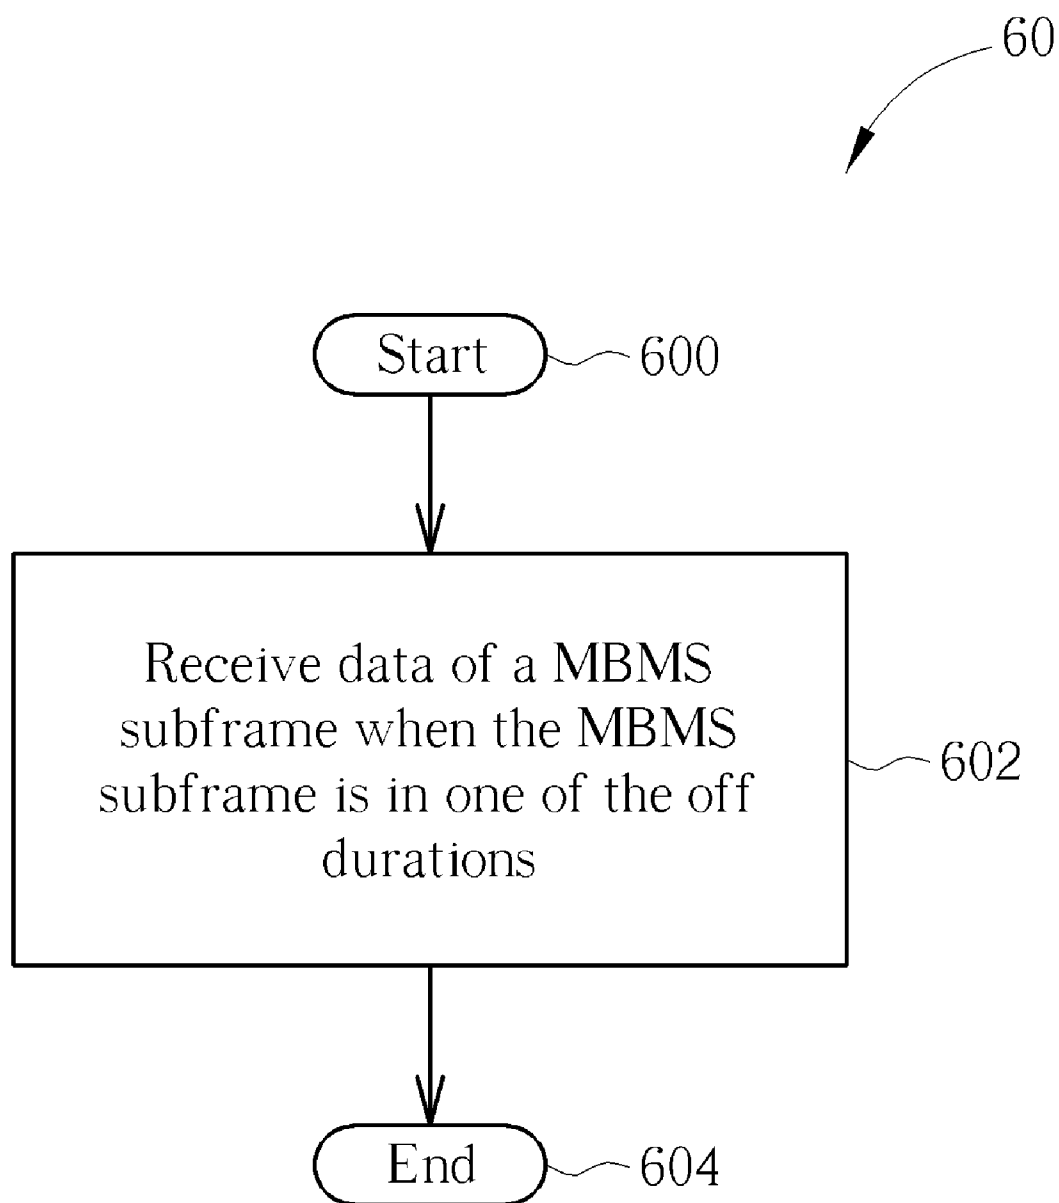 60
Start
600
Receive data of a MBMS
subframe when the MBMS
subframe is in one of the off
durations
602
End
604